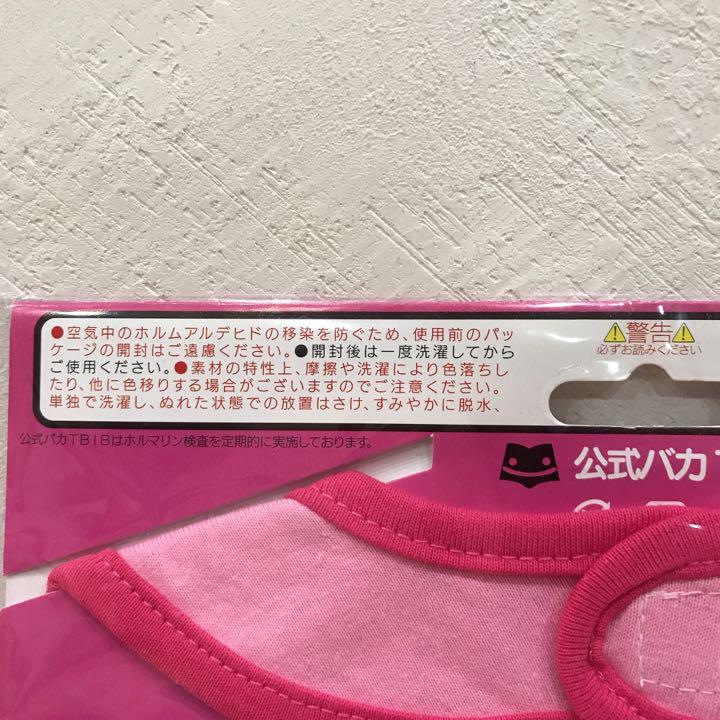 ●空気中のホルムアルデヒドの移染を防ぐため、使用前のパッ
ケージの開封はご遠慮ください。●開封後は一度洗濯してから
ご使用ください。●素材の特性上、摩擦や洗濯により色落ちし
たり、他に色移りする場合がございますのでご注意ください。
単独で洗濯し、ぬれた状態での放置はさけ、すみやかに脱水、
⚠警告⚠
必ずお読みください
公式バカTBIBはホルマリン検査を定期的に実施しております。
公式バカT